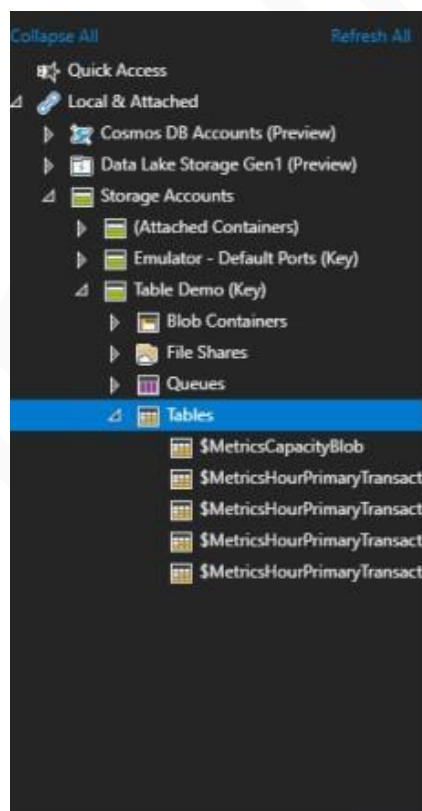 Collapse All Refresh All
Quick Access
Local & Attached
Cosmos DB Accounts (Preview)
Data Lake Storage Gen1 (Preview)
Storage Accounts
(Attached Containers)
Emulator - Default Ports (Key)
Table Demo (Key)
Blob Containers
File Shares
Queues
Tables
$MetricsCapacityBlob
$MetricsHourPrimaryTransact
$MetricsHourPrimaryTransact
$MetricsHourPrimaryTransact
$MetricsHourPrimaryTransact